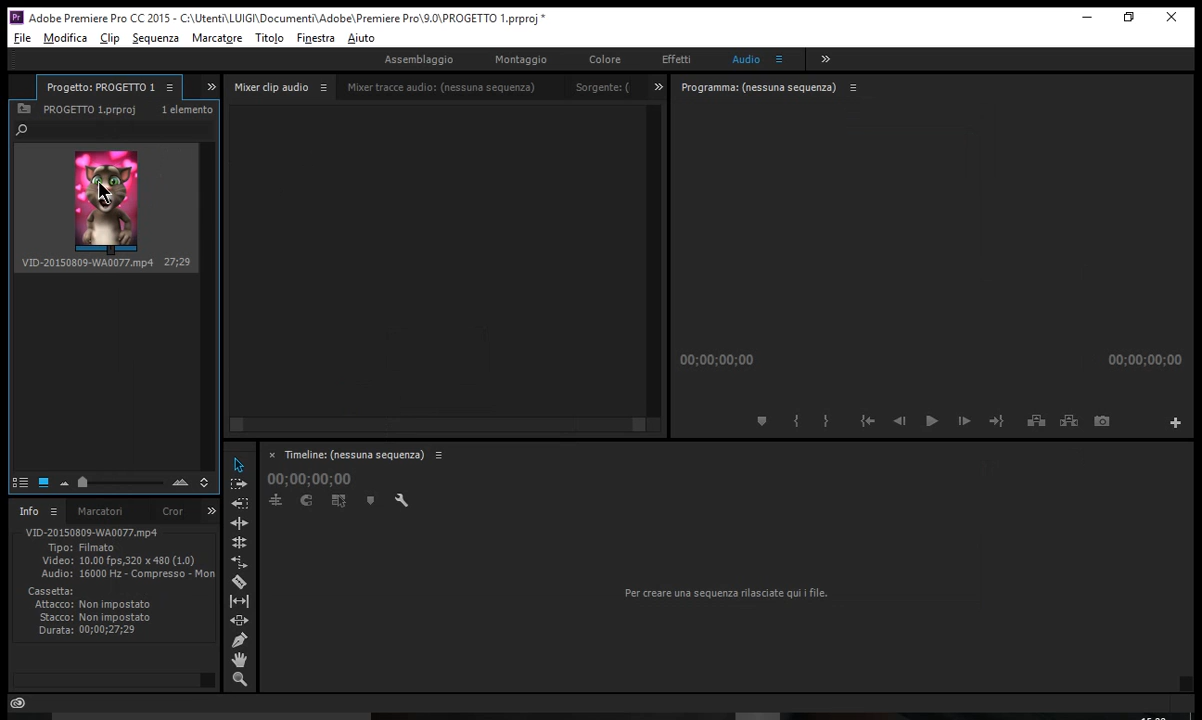 Pr Adobe Premiere Pro CC 2015 - C:\Utenti\LUIGI\Documenti\Adobe\Premiere Pro\9.0\PROGETTO 1.prproj *
File Modifica Clip Sequenza Marcatore Titolo Finestra Aiuto
Assemblaggio Montaggio Colore Effetti Audio
Progetto: PROGETTO 1
PROGETTO 1.prproj 1 elemento
VID-20150809-WA0077.mp4 27;29
Mixer clip audio Mixer tracce audio: (nessuna sequenza) Sorgente: (
Programma: (nessuna sequenza)
00;00;00;00 00;00;00;00
Info Marcatori Cror
VID-20150809-WA0077.mp4
Tipo: Filmato
Video: 10.00 fps,320 x 480 (1.0)
Audio: 16000 Hz - Compresso - Mon
Cassetta:
Attacco: Non impostato
Stacco: Non impostato
Durata: 00;00;27;29
Timeline: (nessuna sequenza)
00;00;00;00
Per creare una sequenza rilasciate qui i file.